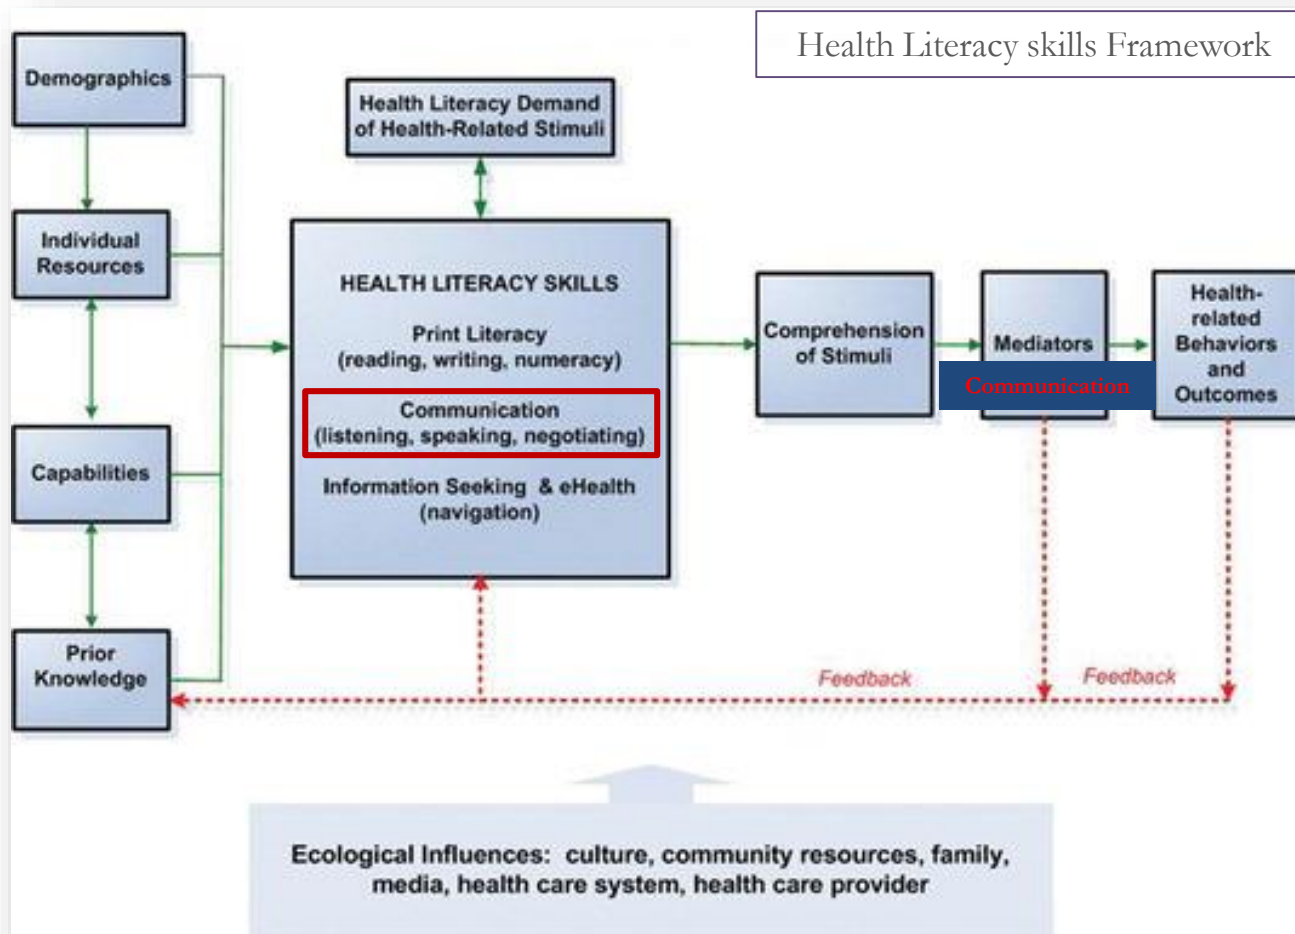 Health Literacy skills Framework
Demographics
Health Literacy Demand
of Health-Related Stimuli
Individual
Resources
HEALTH LITERACY SKILLS
Print Literacy
(reading, writing, numeracy)
Communication
(listening, speaking, negotiating)
Information Seeking & eHealth
(navigation)
Comprehension
of Stimuli
Mediators
Communication
Health-
related
Behaviors
and
Outcomes
Capabilities
Prior
Knowledge
Feedback
Feedback
Ecological Influences: culture, community resources, family,
media, health care system, health care provider